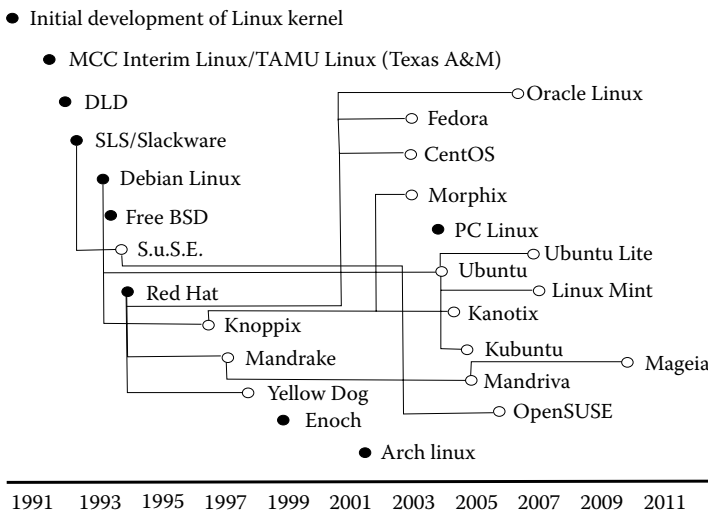 Initial development of Linux kernel
MCC Interim Linux/TAMU Linux (Texas A&M)
Oracle Linux
DLD
Fedora
SLS/Slackware
CentOS
Debian Linux
Morphix
Free BSD
PC Linux
S.u.S.E.
Ubuntu Lite
Ubuntu
Red Hat
Linux Mint
Kanotix
Knoppix
Kubuntu
Mandrake
Mageia
Mandriva
Yellow Dog
OpenSUSE
Enoch
Arch linux
1991 1993 1995 1997 1999 2001 2003 2005 2007 2009 2011